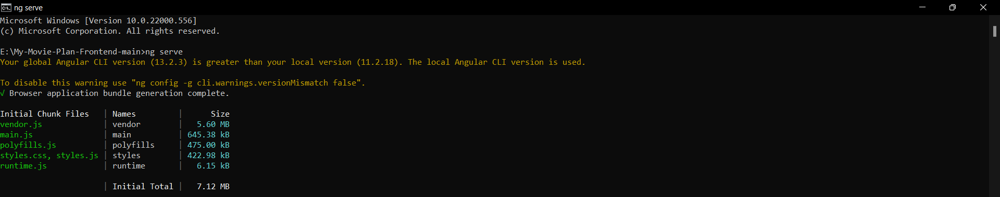 ng serve
Microsoft Windows [Version 10.0.22000.556]
(c) Microsoft Corporation. All rights reserved.
E:\My-Movie-Plan-Frontend-main>ng serve
Your global Angular CLI version (13.2.3) is greater than your local version (11.2.18). The local Angular CLI version is used.
To disable this warning use "ng config -g cli.warnings.versionMismatch false".
√ Browser application bundle generation complete.
Initial Chunk Files | Names | Size
vendor.js | vendor | 5.60 MB
main.js | main | 645.38 kB
polyfills.js | polyfills | 475.00 kB
styles.css, styles.js | styles | 422.98 kB
runtime.js | runtime | 6.15 kB
| Initial Total | 7.12 MB